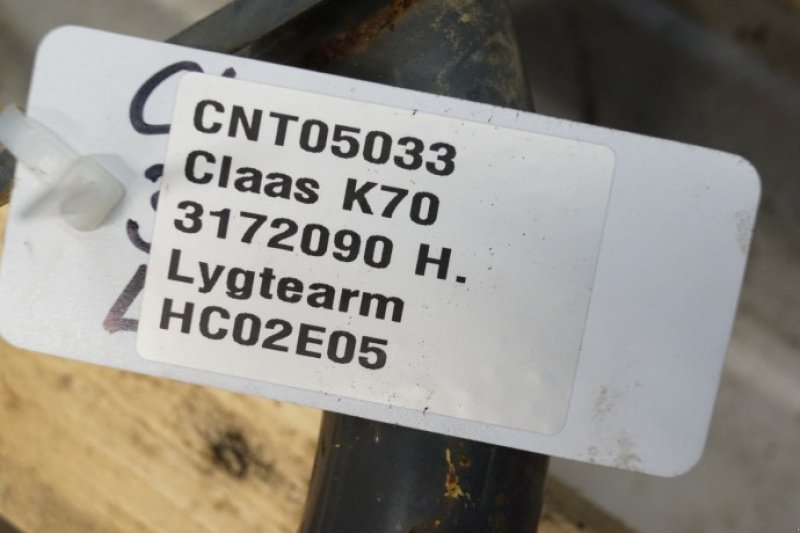 CNT05033
Claas K70
3172090 H.
Lygtearm
HC02E05